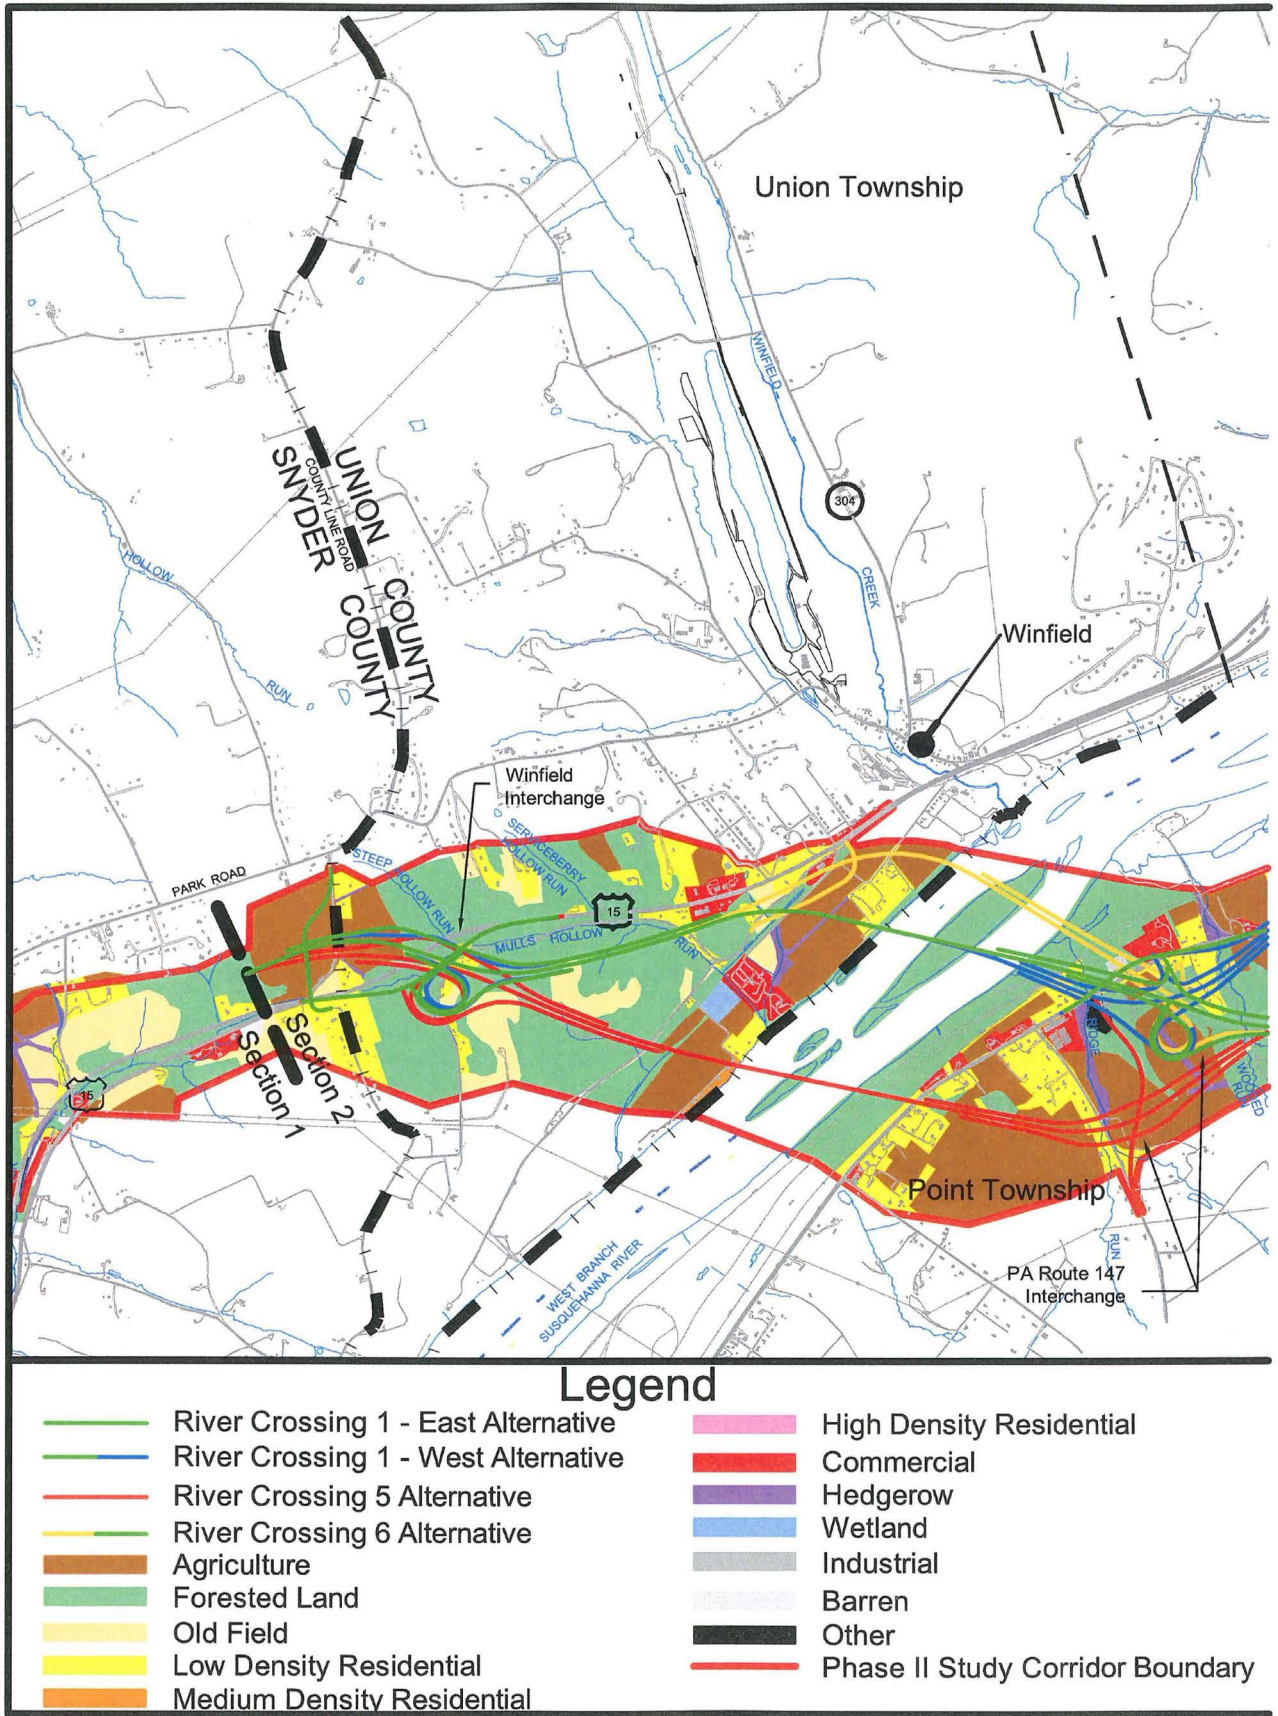 Union Township
WINFIELD
304
UNION COUNTY
COUNTY LINE ROAD
SNYDER COUNTY
HOLLOW
RUN
CREEK
Winfield
Winfield
Interchange
SERVICEBERRY
HOLLOW RUN
STEEP HOLLOW RUN
PARK ROAD
15
MULLS HOLLOW
RUN
Section 2
Section 1
15
RIDGE
WOODED
RUN
Point Township
RUN
PA Route 147
Interchange
WEST BRANCH
SUSQUEHANNA RIVER
Legend
River Crossing 1 - East Alternative
River Crossing 1 - West Alternative
River Crossing 5 Alternative
River Crossing 6 Alternative
Agriculture
Forested Land
Old Field
Low Density Residential
Medium Density Residential
High Density Residential
Commercial
Hedgerow
Wetland
Industrial
Barren
Other
Phase II Study Corridor Boundary